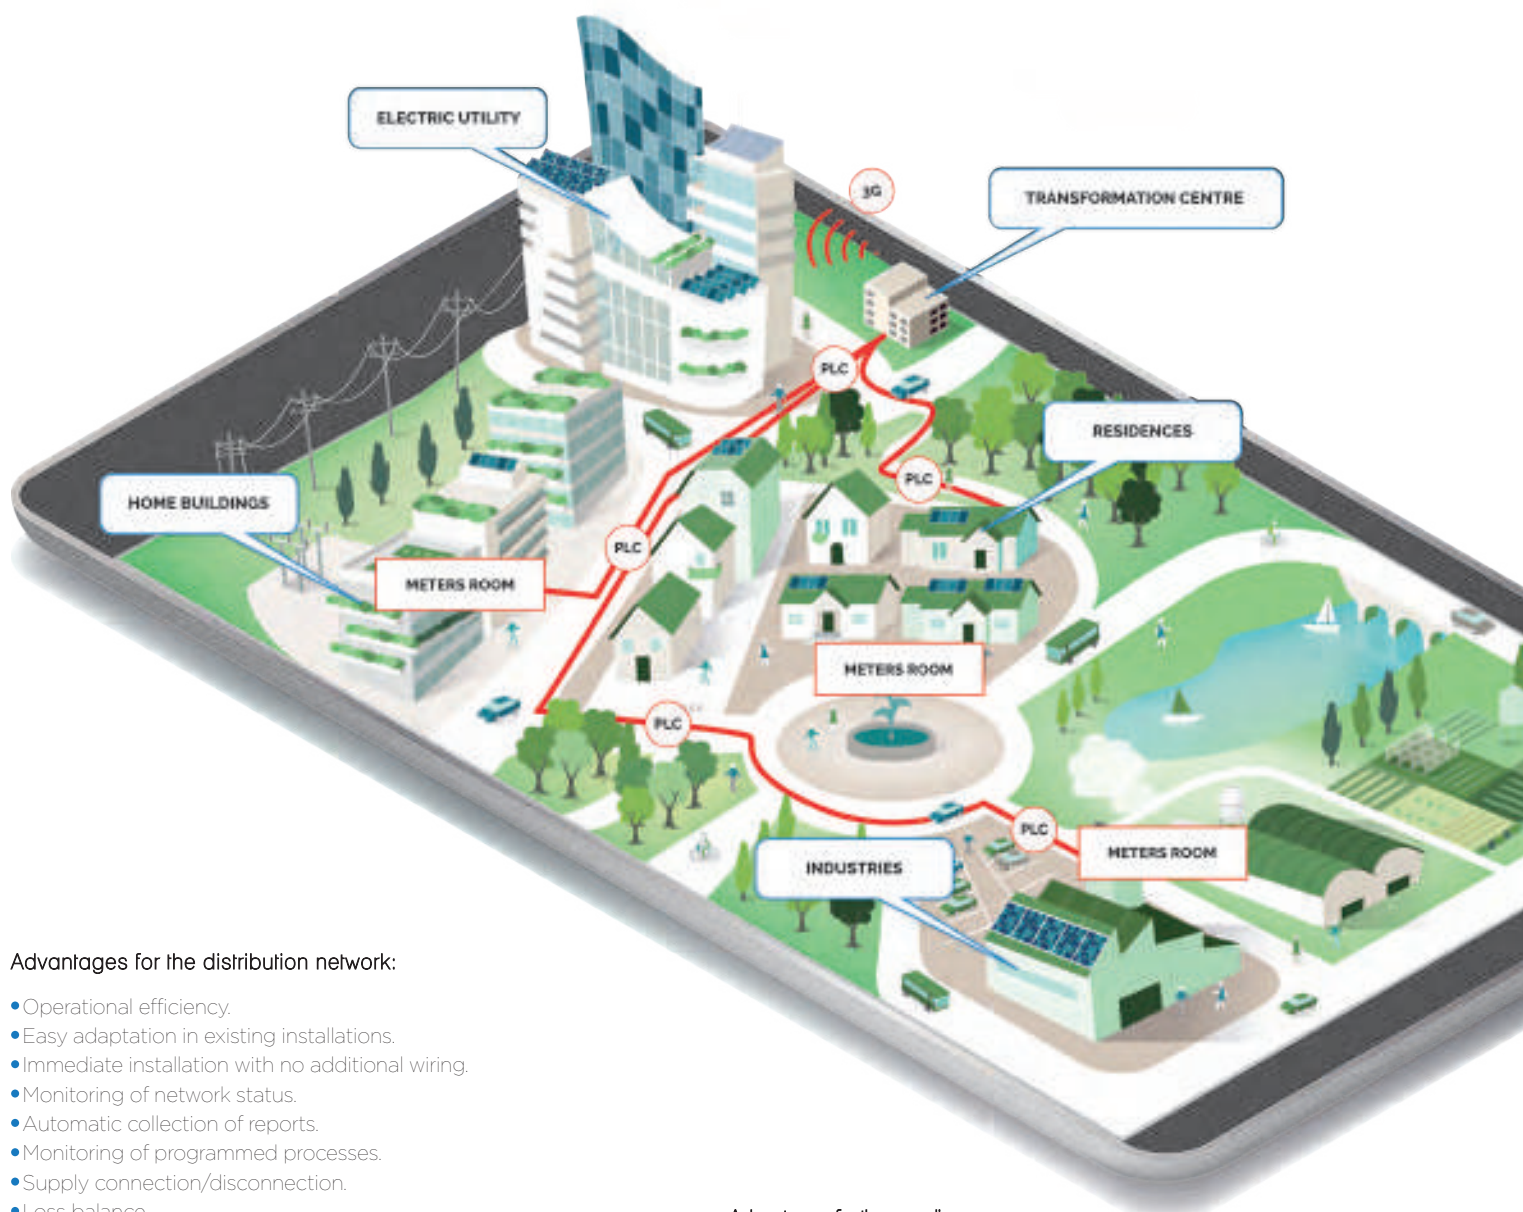 ELECTRIC UTILITY
3G
TRANSFORMATION CENTRE
PLC
RESIDENCES
PLC
HOME BUILDINGS
PLC
METERS ROOM
METERS ROOM
PLC
PLC
METERS ROOM
INDUSTRIES
Advantages for the distribution network:
•Operational efficiency.
•Easy adaptation in existing installations.
•Immediate installation with no additional wiring.
•Monitoring of network status.
•Automatic collection of reports.
•Monitoring of programmed processes.
•Supply connection/disconnection.
•Loss balance